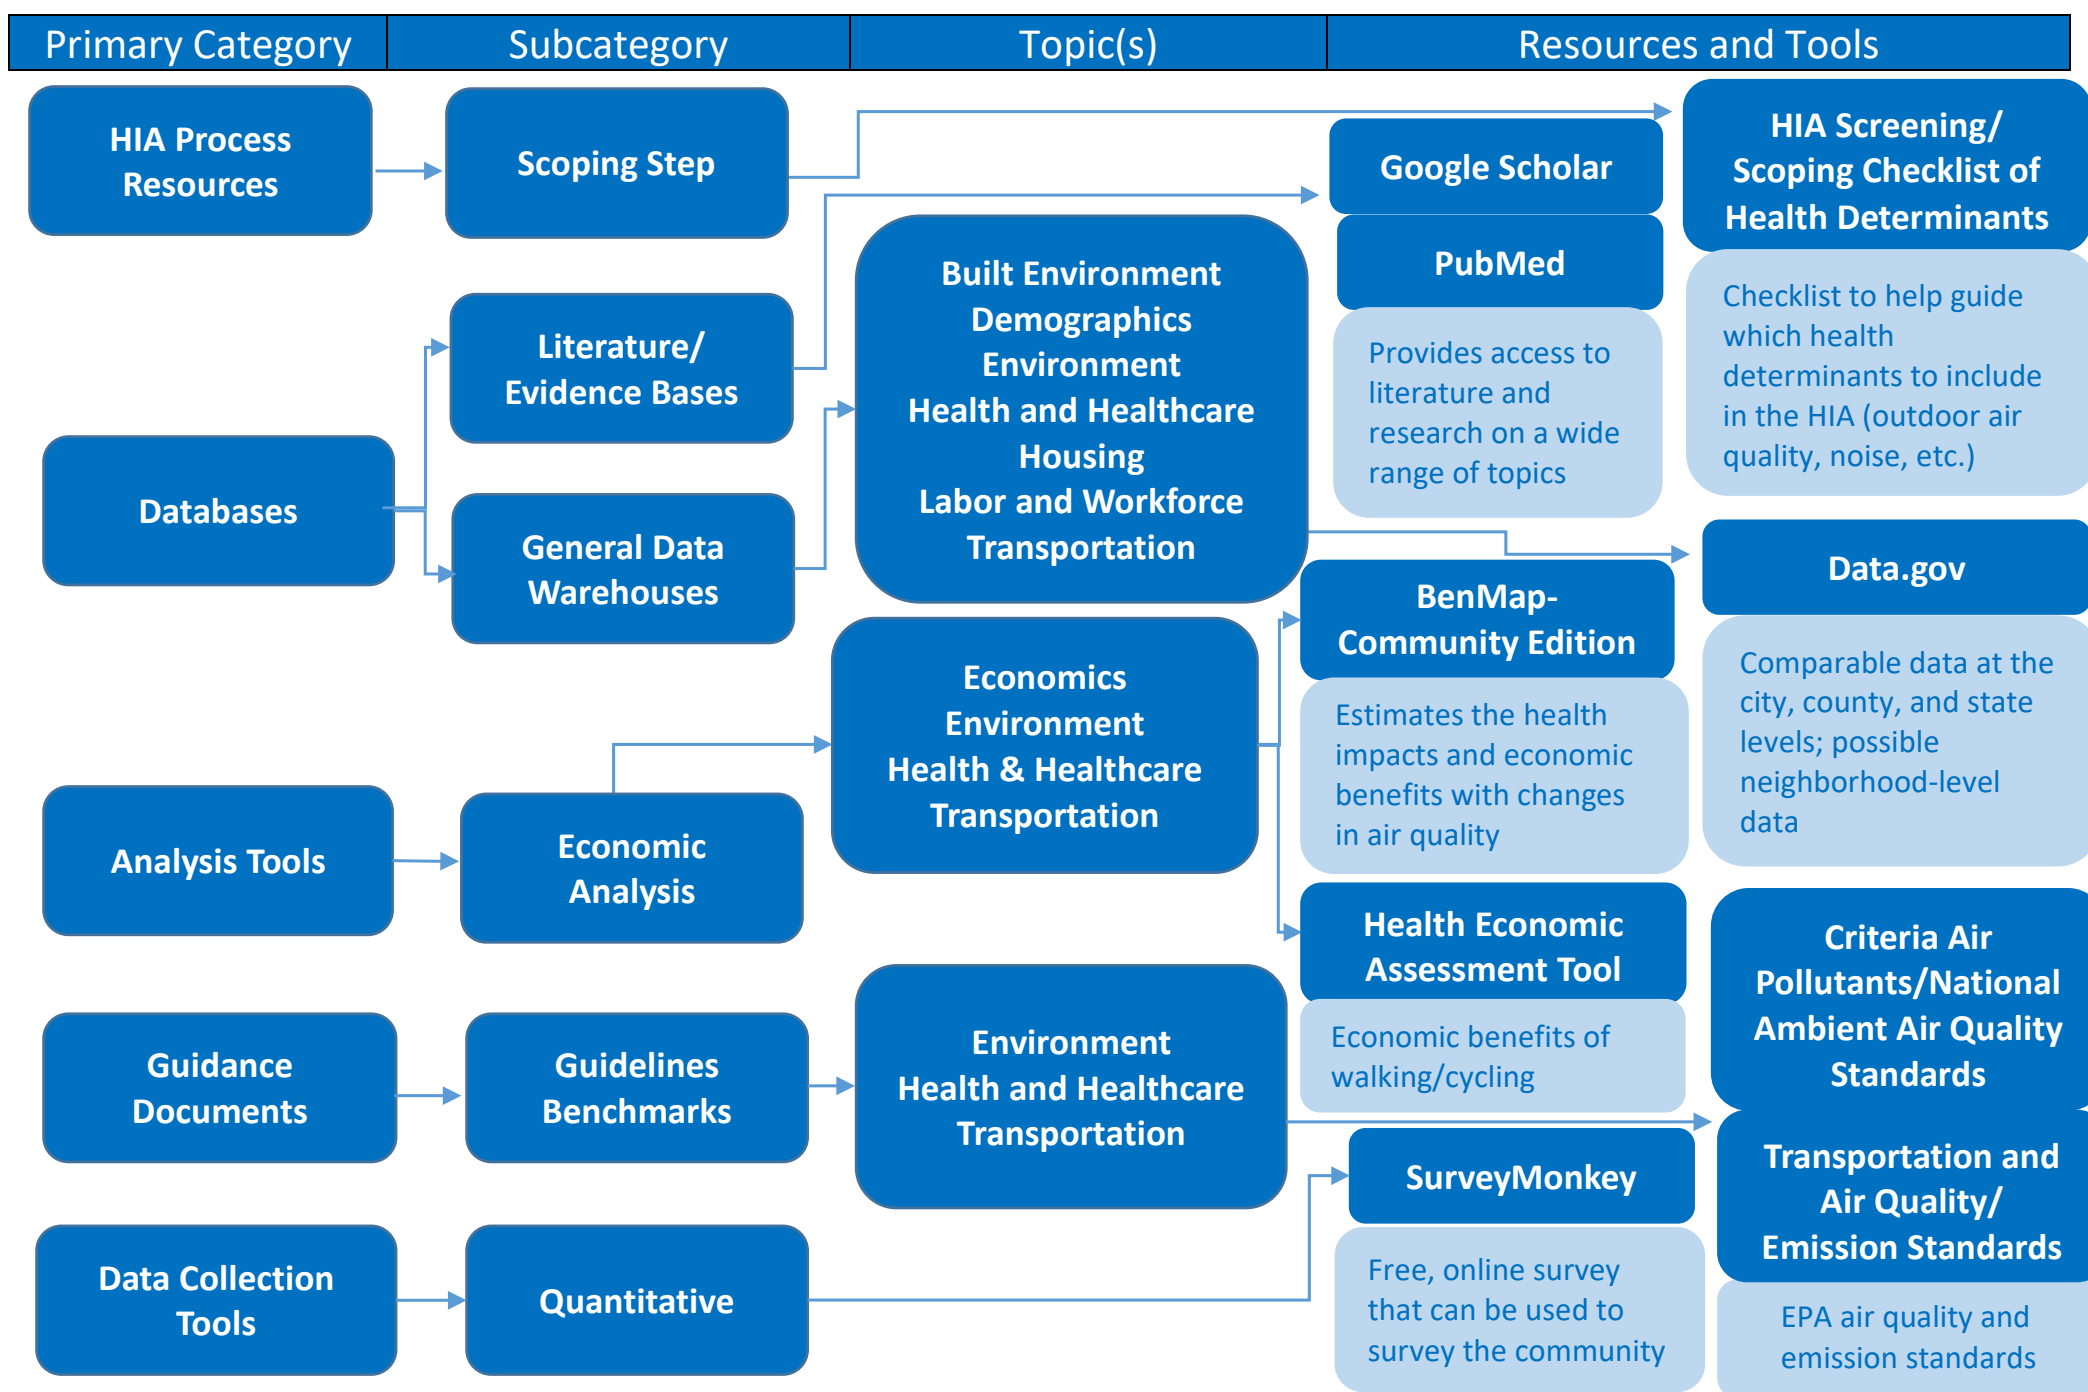 Primary Category
Subcategory
Topic(s)
Resources and Tools
HIA Process
Resources
Scoping Step
HIA Screening/
Scoping Checklist of
Health Determinants
Checklist to help guide
which health
determinants to include
in the HIA (outdoor air
quality, noise, etc.)
Databases
Literature/
Evidence Bases
Google Scholar
PubMed
Provides access to
literature and
research on a wide
range of topics
General Data
Warehouses
Built Environment
Demographics
Environment
Health and Healthcare
Housing
Labor and Workforce
Transportation
Data.gov
Comparable data at the
city, county, and state
levels; possible
neighborhood-level
data
Analysis Tools
Economic
Analysis
Economics
Environment
Health & Healthcare
Transportation
BenMap-
Community Edition
Estimates the health
impacts and economic
benefits with changes
in air quality
Health Economic
Assessment Tool
Economic benefits of
walking/cycling
Guidance
Documents
Guidelines
Benchmarks
Environment
Health and Healthcare
Transportation
Criteria Air
Pollutants/National
Ambient Air Quality
Standards
Transportation and
Air Quality/
Emission Standards
EPA air quality and
emission standards
Data Collection
Tools
Quantitative
SurveyMonkey
Free, online survey
that can be used to
survey the community